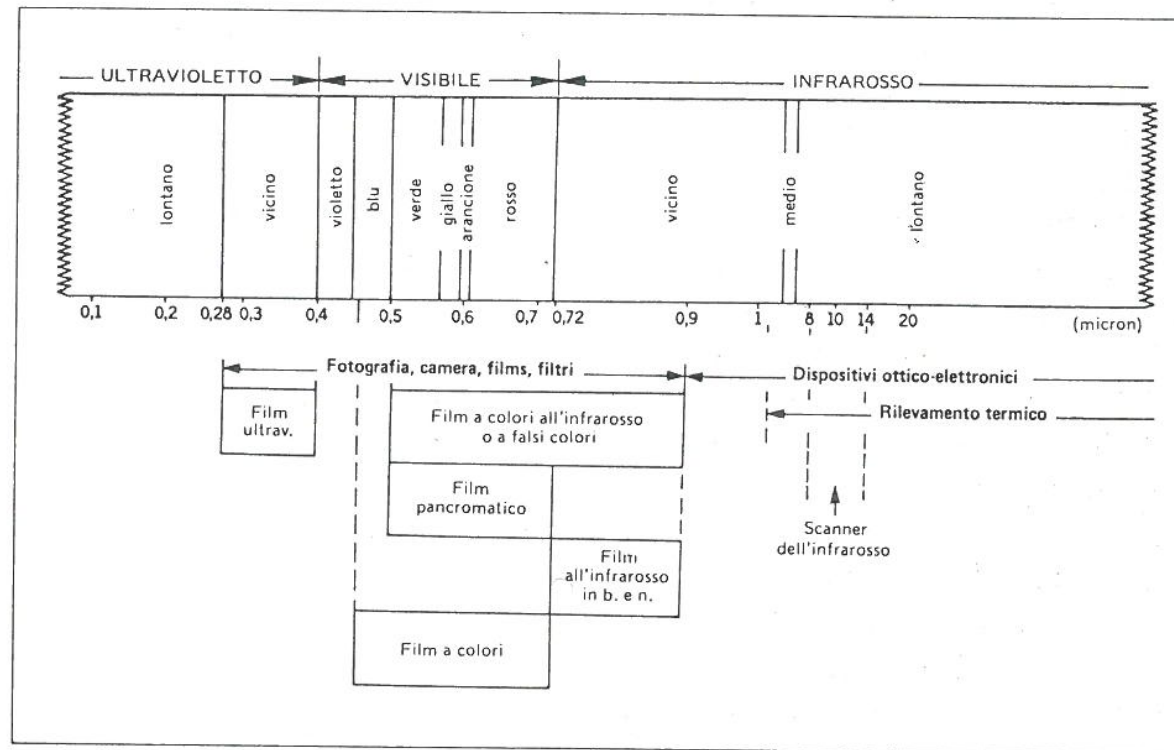 ULTRAVIOLETTO VISIBILE INFRAROSSO
lontano vicino violetto blu verde giallo arancione rosso vicino medio lontano
0,1 0,2 0,28 0,3 0,4 0,5 0,6 0,7 0,72 0,9 1 8 10 14 20 (micron)
Fotografia, camera, films, filtri
Dispositivi ottico-elettronici
Rilevamento termico
Film
ultrav.
Film a colori all'infrarosso
o a falsi colori
Film
pancromatico
Scanner
dell'infrarosso
Film
all'infrarosso
in b. e n.
Film a colori